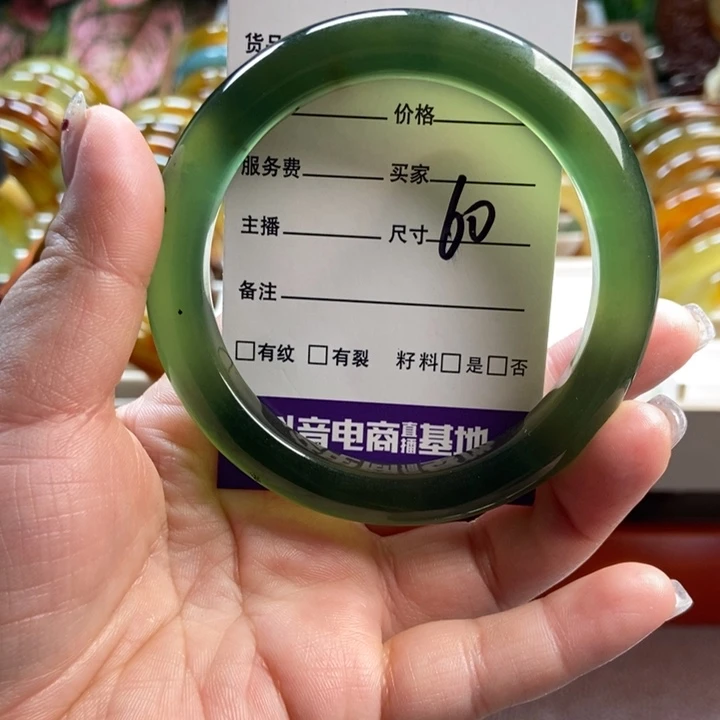 货品
价格
服务费 买家
主播 尺寸 60
备注
□有纹 □有裂 籽料□是□否
抖音电商直播基地